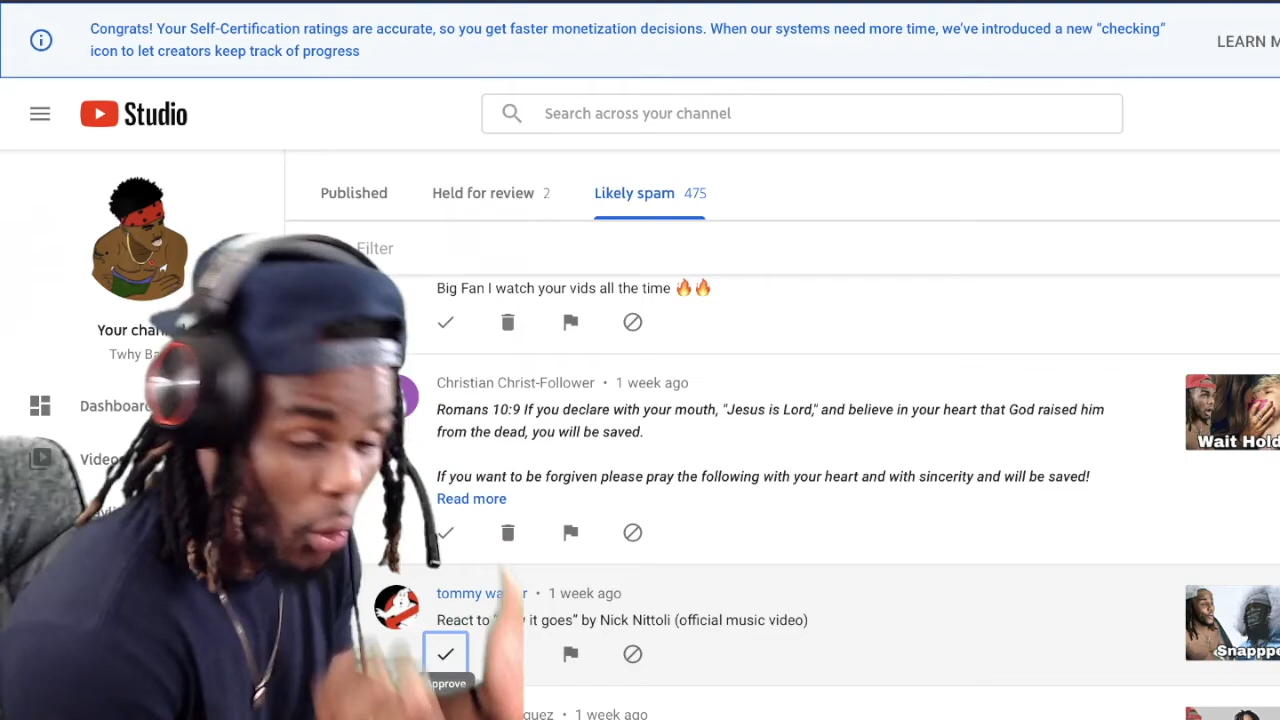 Congrats! Your Self-Certification ratings are accurate, so you get faster monetization decisions. When our systems need more time, we've introduced a new “checking”
icon to let creators keep track of progress
LEARN M
Studio
Search across your channel
Published
Held for review 2
Likely spam 475
Filter
Big Fan I watch your vids all the time 🔥🔥
Your chan
Twhy Ba
Dashboard
Video
Christian Christ-Follower • 1 week ago
Romans 10:9 If you declare with your mouth, "Jesus is Lord," and believe in your heart that God raised him
from the dead, you will be saved.
If you want to be forgiven please pray the following with your heart and with sincerity and will be saved!
Read more
Wait Hold
tommy wa r • 1 week ago
React to “ it goes” by Nick Nittoli (official music video)
Approve
Snapppe
quez • 1 week ago